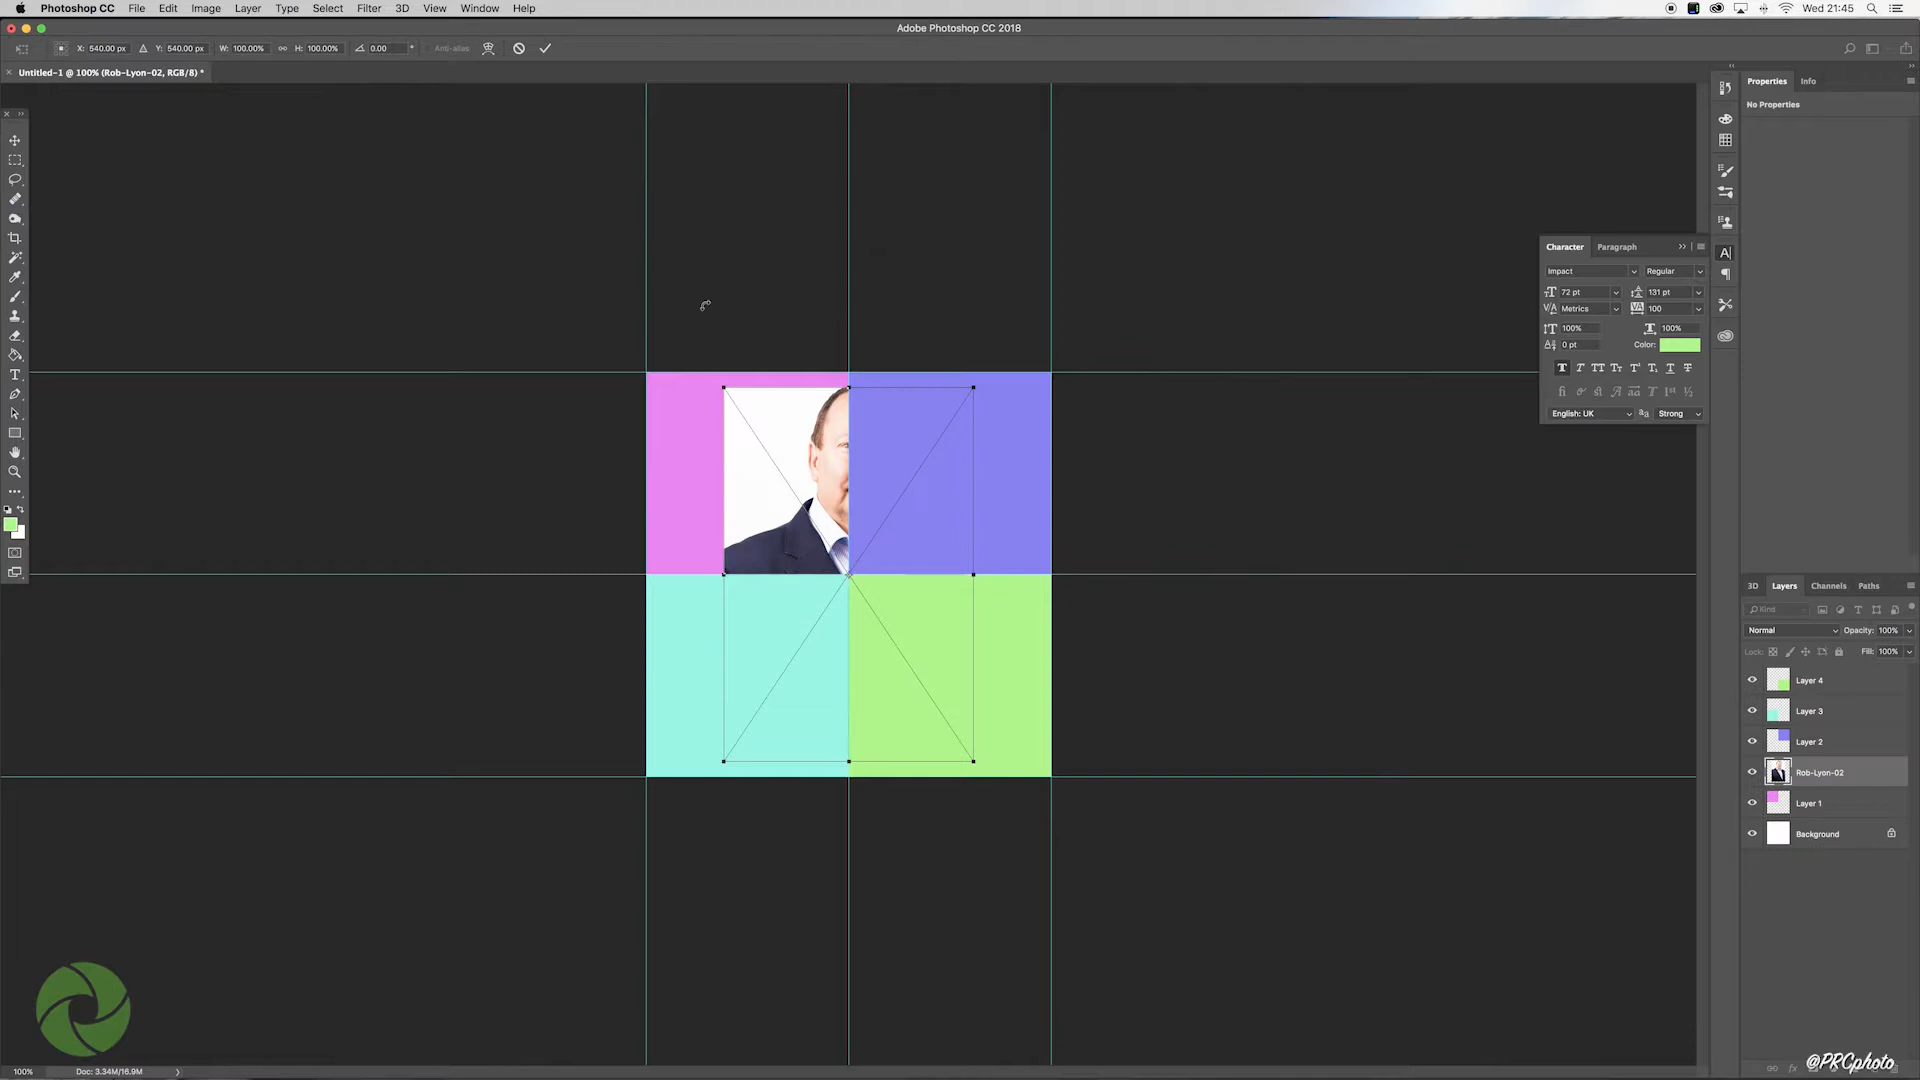 Photoshop CC File Edit Image Layer Type Select Filter 3D View Window Help Wed 21:45
Adobe Photoshop CC 2018
X: 540.00 px Y: 540.00 px W: 100.00% H: 100.00% 0.00 Anti-alias
Untitled-1 @ 100% (Rob-Lyon-02, RGB/8) *
Properties Info
No Properties
Character Paragraph
Impact Regular
72 pt 131 pt
Metrics 100
100% 100%
0 pt Color:
English: UK Strong
3D Layers Channels Paths
Kind
Normal Opacity: 100%
Lock: Fill: 100%
Layer 4
Layer 3
Layer 2
Rob-Lyon-02
Layer 1
Background
@PRCphoto
100% Doc: 3.34M/16.9M